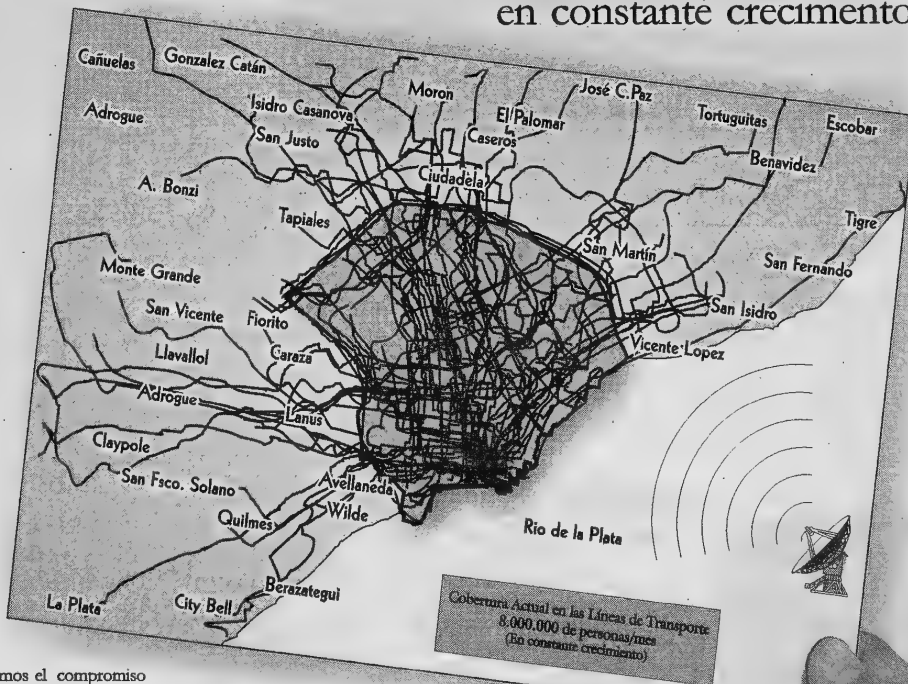 en constante crecimento
Cañuelas
Gonzalez Catán
Moron
José C. Paz
Tortuguitas
Escobar
Adrogue
Isidro Casanova
El Palomar
San Justo
Caseros
Benavidez
A. Bonzi
Ciudadela
Tapiales
Tigre
San Martín
San Fernando
Monte Grande
San Vicente
Fiorito
San Isidro
Llavallol
Caraza
Vicente Lopez
Adrogue
Lanus
Claypole
San Fsco. Solano
Avellaneda
Quilmes
Wilde
Rio de la Plata
Berazategui
La Plata
City Bell
Cobertura Actual en las Líneas de Transporte
8.000.000 de personas/mes
(En constante crecimiento)
mos el compromiso